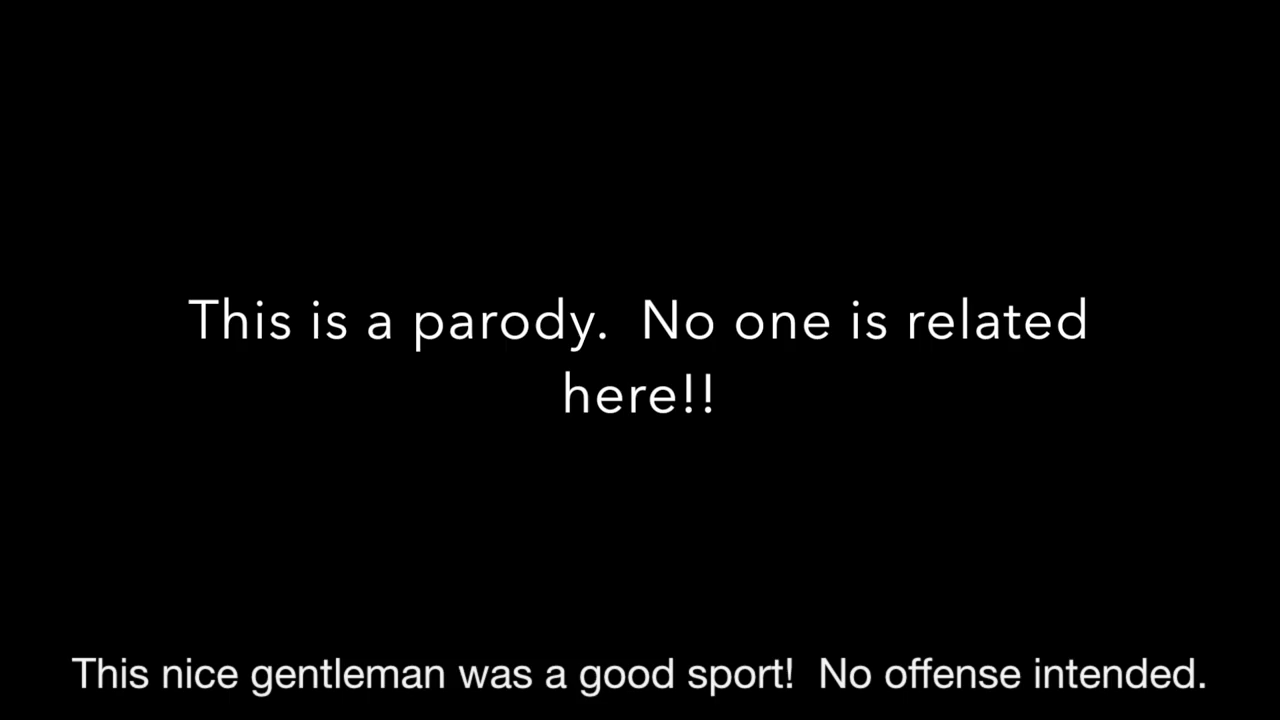 This is a parody.  No one is related
here!!
This nice gentleman was a good sport!  No offense intended.